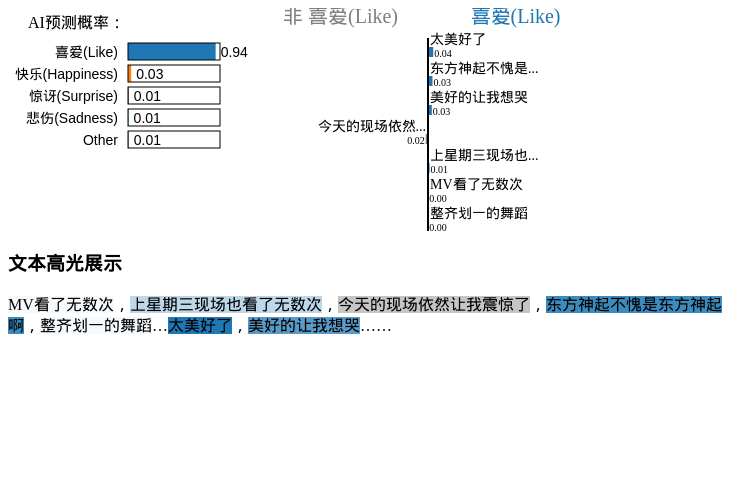 AI预测概率：
喜爱(Like) 0.94
快乐(Happiness) 0.03
惊讶(Surprise) 0.01
悲伤(Sadness) 0.01
Other 0.01
非 喜爱(Like) 喜爱(Like)
太美好了
0.04
东方神起不愧是...
0.03
美好的让我想哭
0.03
今天的现场依然...
0.02
上星期三现场也...
0.01
MV看了无数次
0.00
整齐划一的舞蹈
0.00
文本高光展示
MV看了无数次，上星期三现场也看了无数次，今天的现场依然让我震惊了，东方神起不愧是东方神起
啊，整齐划一的舞蹈…太美好了，美好的让我想哭……